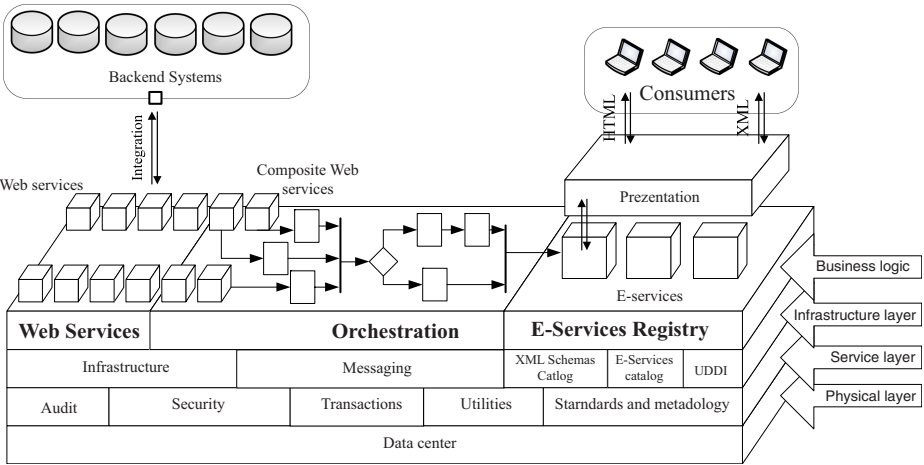 Backend Systems
Consumers
HTML
XML
Integration
Web services
Composite Web
services
Prezentation
E-services
Business logic
Web Services
Orchestration
E-Services Registry
Infrastructure layer
Infrastructure
Messaging
XML Schemas
Catlog
E-Services
catalog
UDDI
Service layer
Audit
Security
Transactions
Utilities
Starndards and metadology
Physical layer
Data center